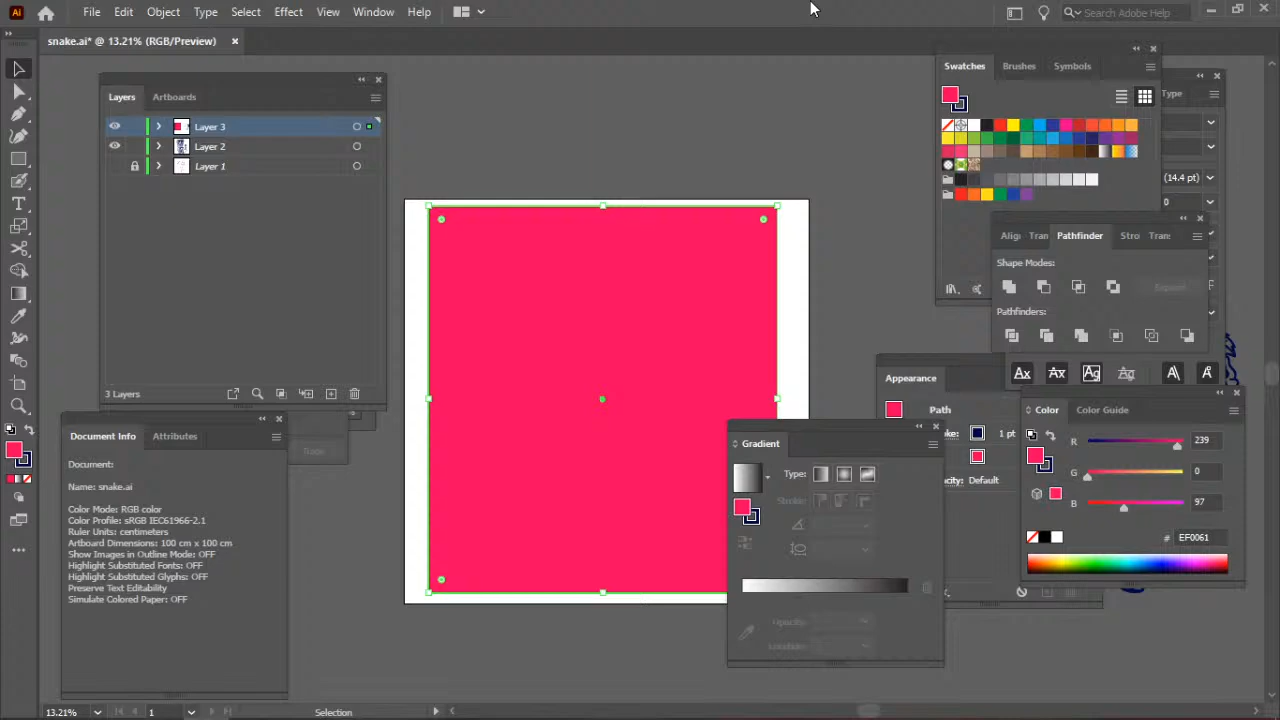 Ai File Edit Object Type Select Effect View Window Help Search Adobe Help
snake.ai* @ 13.21% (RGB/Preview)
Layers Artboards
Layer 3
Layer 2
Layer 1
3 Layers
Document Info Attributes
Document:
Name: snake.ai
Color Mode: RGB color
Color Profile: sRGB IEC61966-2.1
Ruler Units: centimeters
Artboard Dimensions: 100 cm x 100 cm
Show Images in Outline Mode: OFF
Highlight Substituted Fonts: OFF
Highlight Substituted Glyphs: OFF
Preserve Text Editability
Simulate Colored Paper: OFF
Swatches Brushes Symbols
Type
(14.4 pt)
0
Alig Tran Pathfinder Stro Tran
Shape Modes:
Expand
Pathfinders:
Appearance
Path
1 pt
Default
Color Color Guide
R 239
G 0
B 97
# EF0061
Gradient
Type:
Stroke:
Opacity:
Location:
13.21% 1 Selection